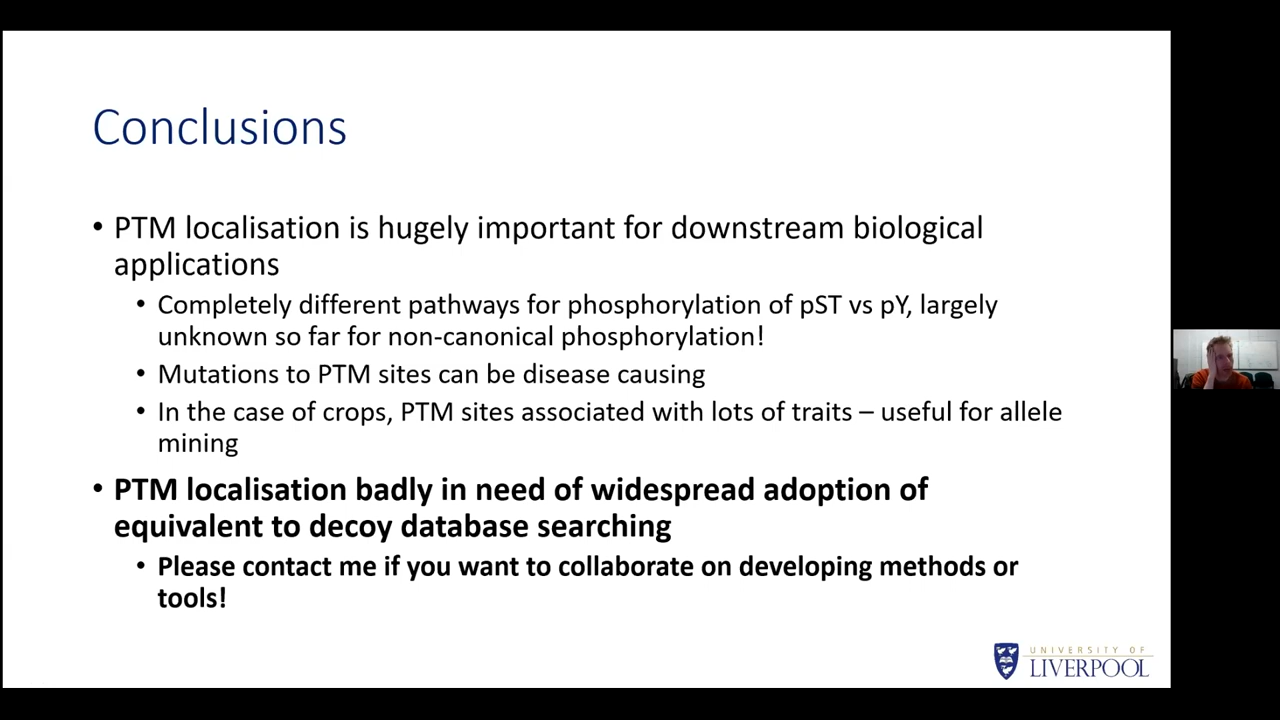 Conclusions
• PTM localisation is hugely important for downstream biological
applications
• Completely different pathways for phosphorylation of pST vs pY, largely
unknown so far for non-canonical phosphorylation!
• Mutations to PTM sites can be disease causing
• In the case of crops, PTM sites associated with lots of traits – useful for allele
mining
• PTM localisation badly in need of widespread adoption of
equivalent to decoy database searching
• Please contact me if you want to collaborate on developing methods or
tools!
UNIVERSITY OF
LIVERPOOL